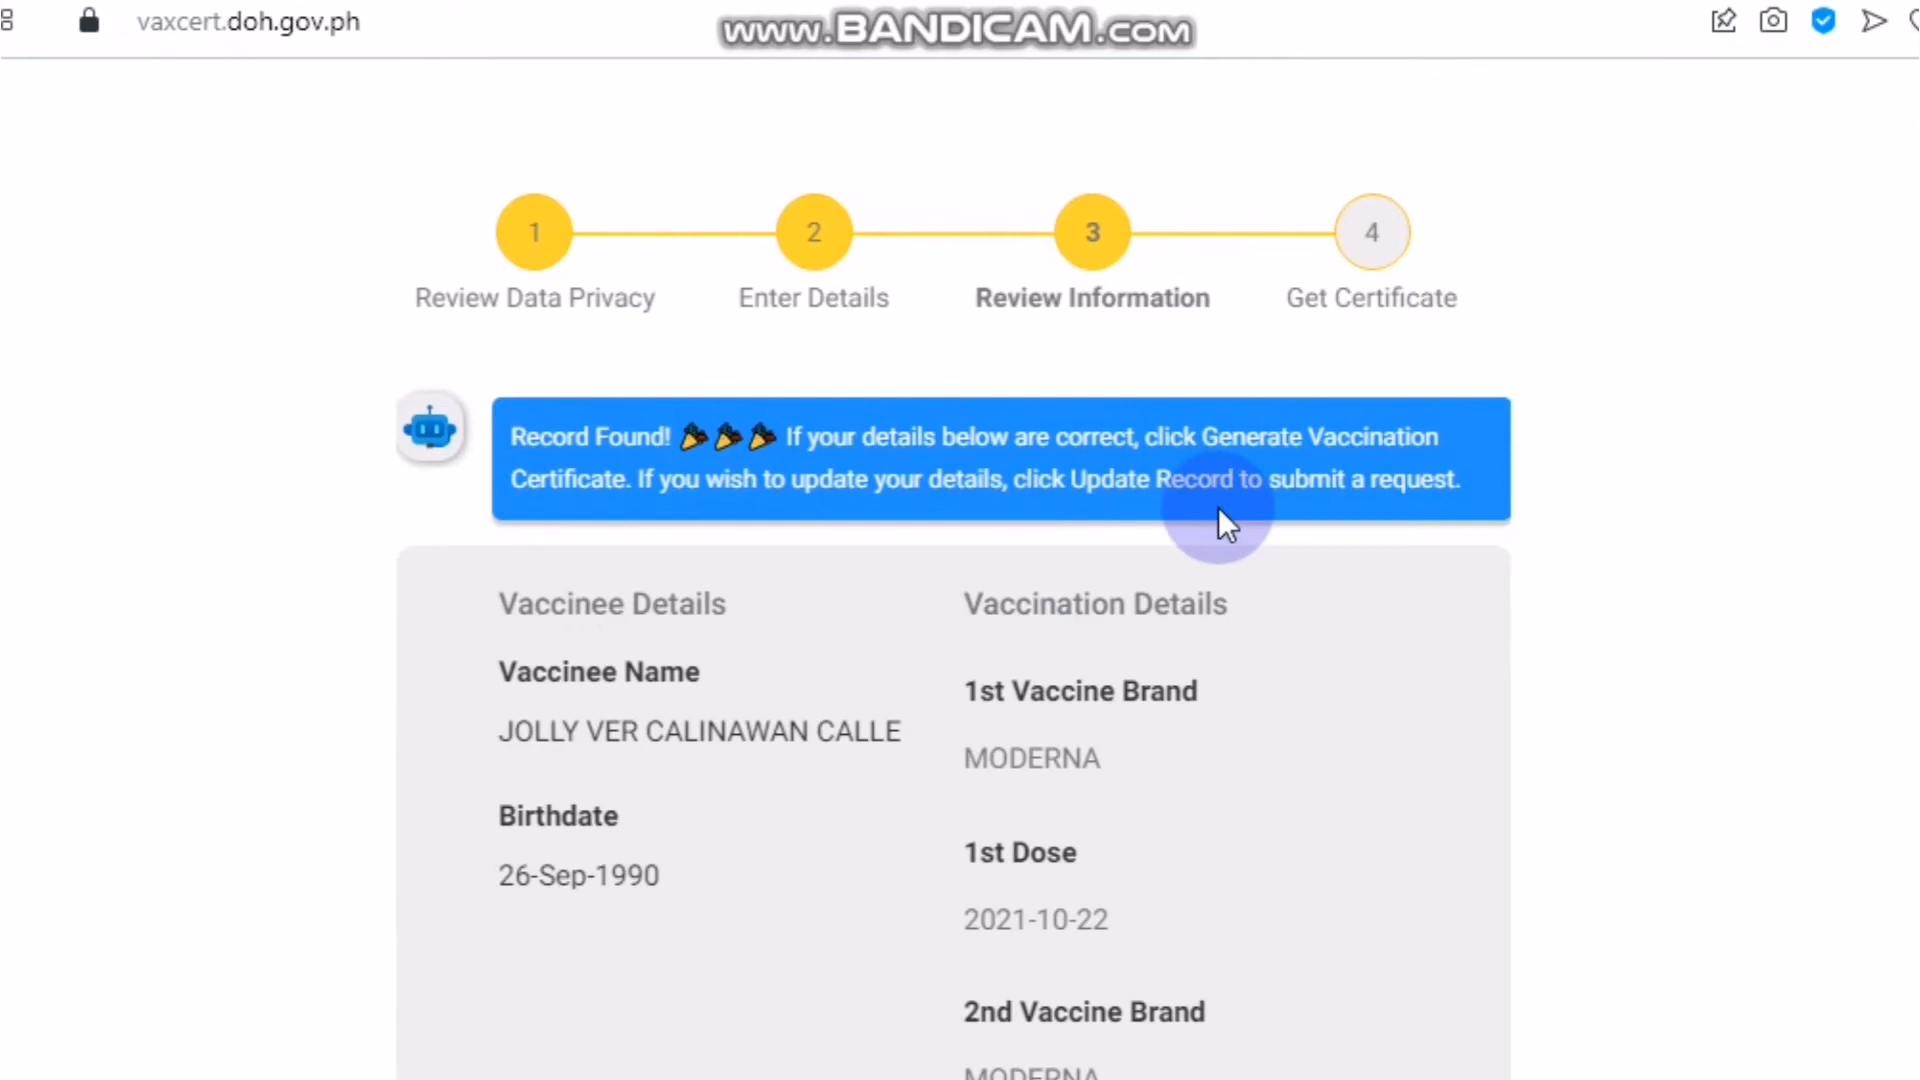 vaxcert.doh.gov.ph
www.BANDICAM.com
1
2
3
4
Review Data Privacy
Enter Details
Review Information
Get Certificate
Record Found! 🎉🎉🎉 If your details below are correct, click Generate Vaccination
Certificate. If you wish to update your details, click Update Record to submit a request.
Vaccinee Details
Vaccination Details
Vaccinee Name
1st Vaccine Brand
JOLLY VER CALINAWAN CALLE
MODERNA
Birthdate
1st Dose
26-Sep-1990
2021-10-22
2nd Vaccine Brand
MODERNA